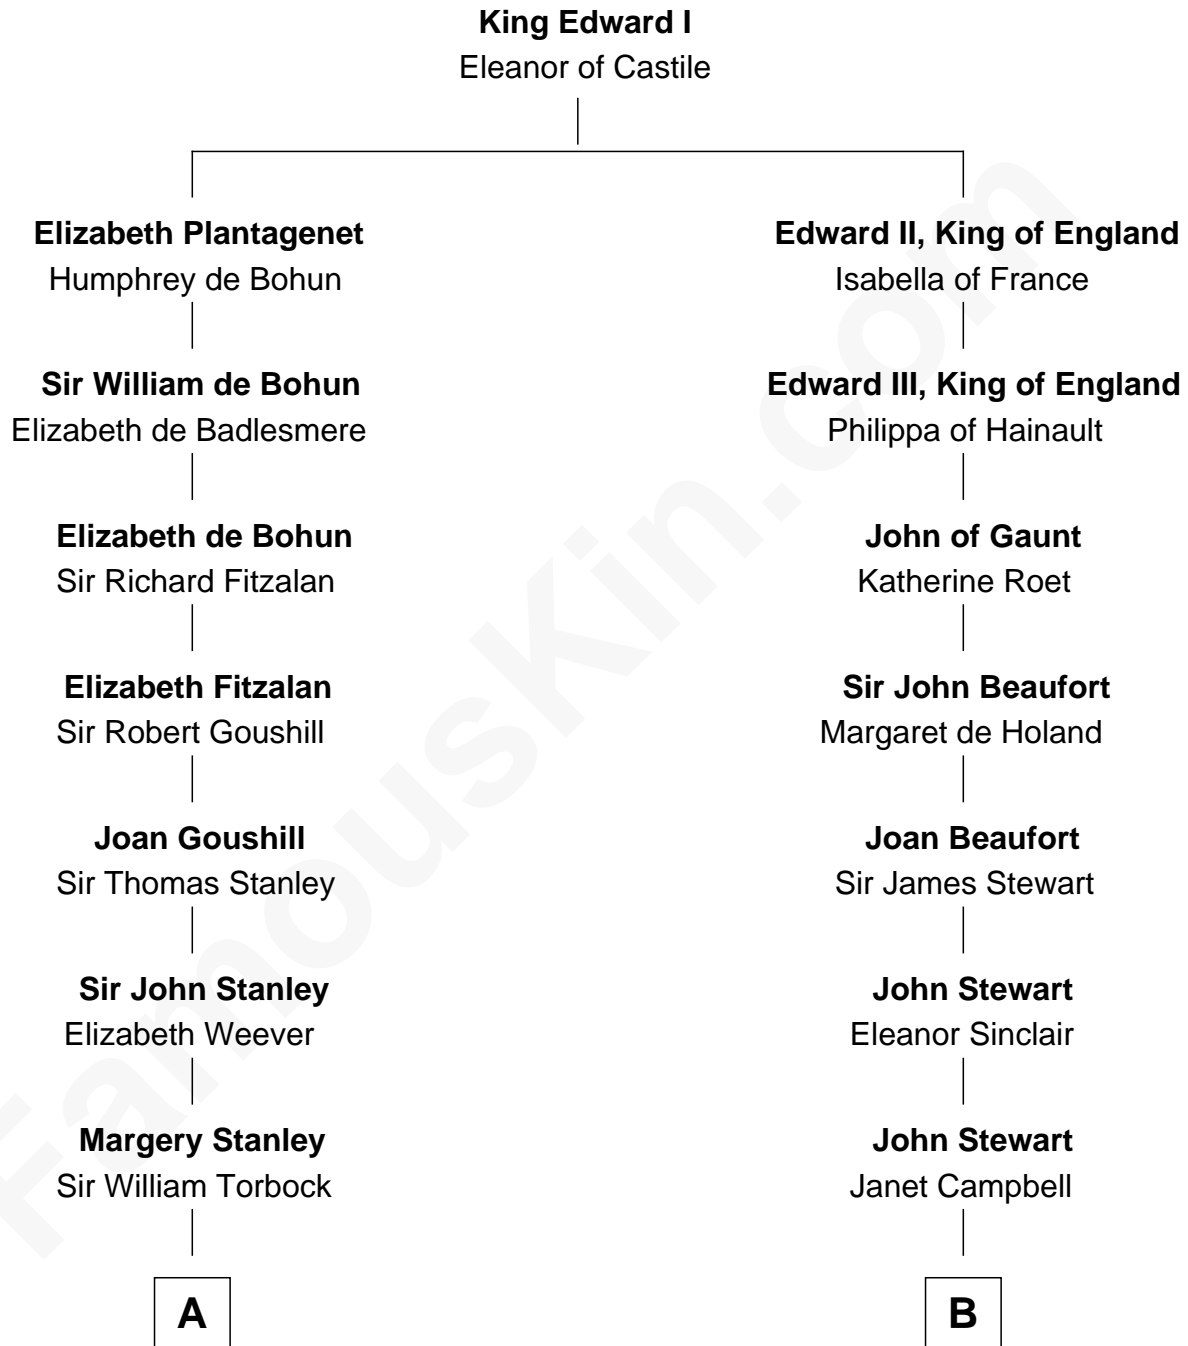 King Edward I
Eleanor of Castile
Elizabeth Plantagenet
Humphrey de Bohun
Edward II, King of England
Isabella of France
Sir William de Bohun
Elizabeth de Badlesmere
Edward III, King of England
Philippa of Hainault
Elizabeth de Bohun
Sir Richard Fitzalan
John of Gaunt
Katherine Roet
Elizabeth Fitzalan
Sir Robert Goushill
Sir John Beaufort
Margaret de Holand
Joan Goushill
Sir Thomas Stanley
Joan Beaufort
Sir James Stewart
Sir John Stanley
Elizabeth Weever
John Stewart
Eleanor Sinclair
Margery Stanley
Sir William Torbock
John Stewart
Janet Campbell
A
B
FamousKin.com